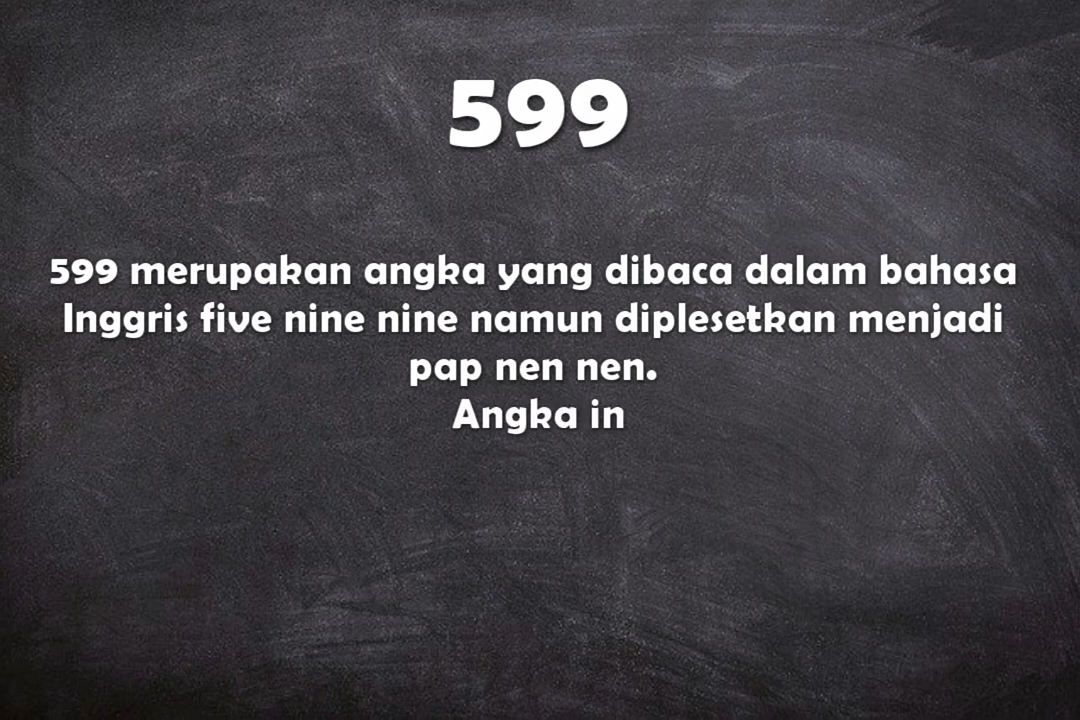 599
599 merupakan angka yang dibaca dalam bahasa
Inggris five nine nine namun diplesetkan menjadi
pap nen nen.
Angka in